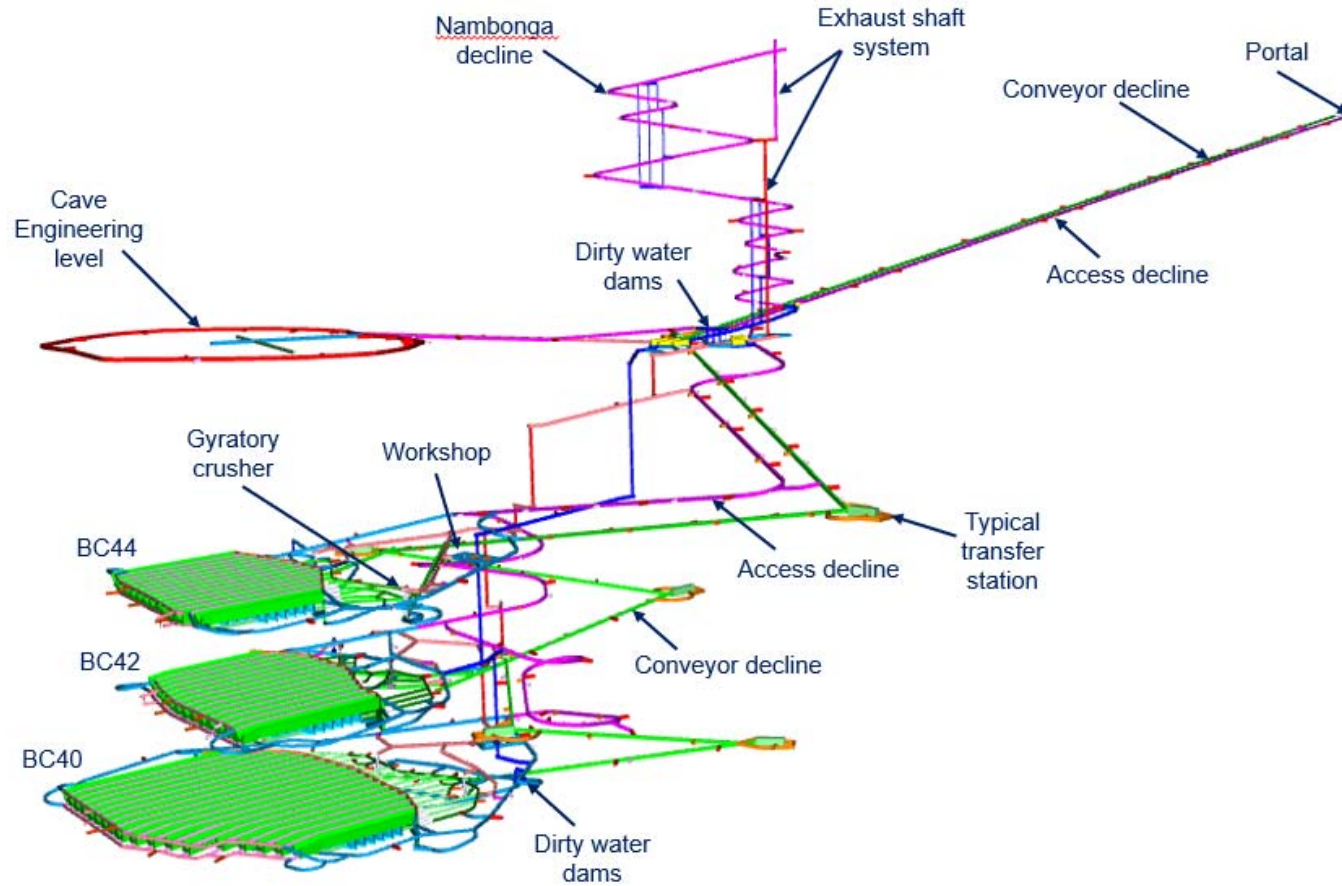 Nambonga
decline
Exhaust shaft
system
Portal
Conveyor decline
Cave
Engineering
level
Dirty water
dams
Access decline
Gyratory
crusher
Workshop
BC44
Access decline
Typical
transfer
station
BC42
Conveyor decline
BC40
Dirty water
dams